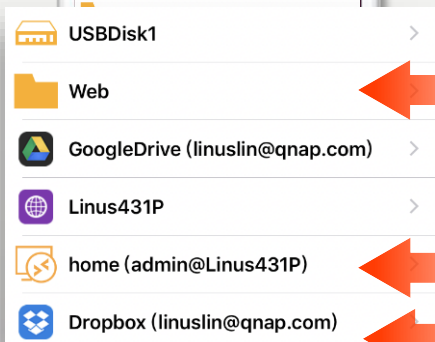 USBDisk1
Web
GoogleDrive (linuslin@qnap.com)
Linus431P
home (admin@Linus431P)
Dropbox (linuslin@qnap.com)